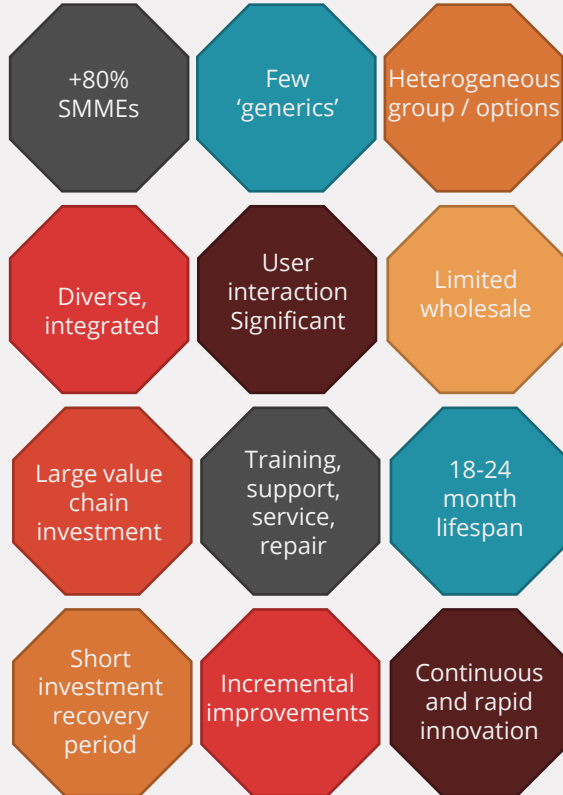 +80%
SMMEs
Few
‘generics’
Heterogeneous
group / options
Diverse,
integrated
User
interaction
Significant
Limited
wholesale
Large value
chain
investment
Training,
support,
service,
repair
18-24
month
lifespan
Short
investment
recovery
period
Incremental
improvements
Continuous
and rapid
innovation